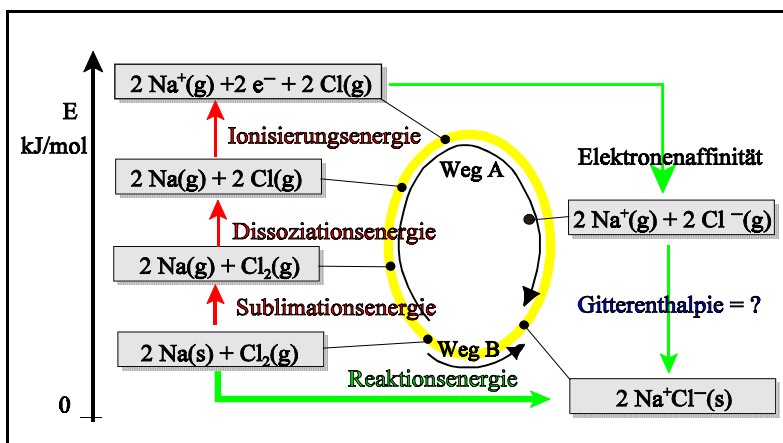 2 Na⁺(g) +2 e⁻ + 2 Cl(g)
E
kJ/mol
Ionisierungsenergie
Weg A
Elektronenaffinität
2 Na(g) + 2 Cl(g)
2 Na⁺(g) + 2 Cl⁻(g)
Dissoziationsenergie
2 Na(g) + Cl₂(g)
Sublimationsenergie
Gitterenthalpie = ?
2 Na(s) + Cl₂(g)
Weg B
Reaktionsenergie
2 Na⁺Cl⁻(s)
0